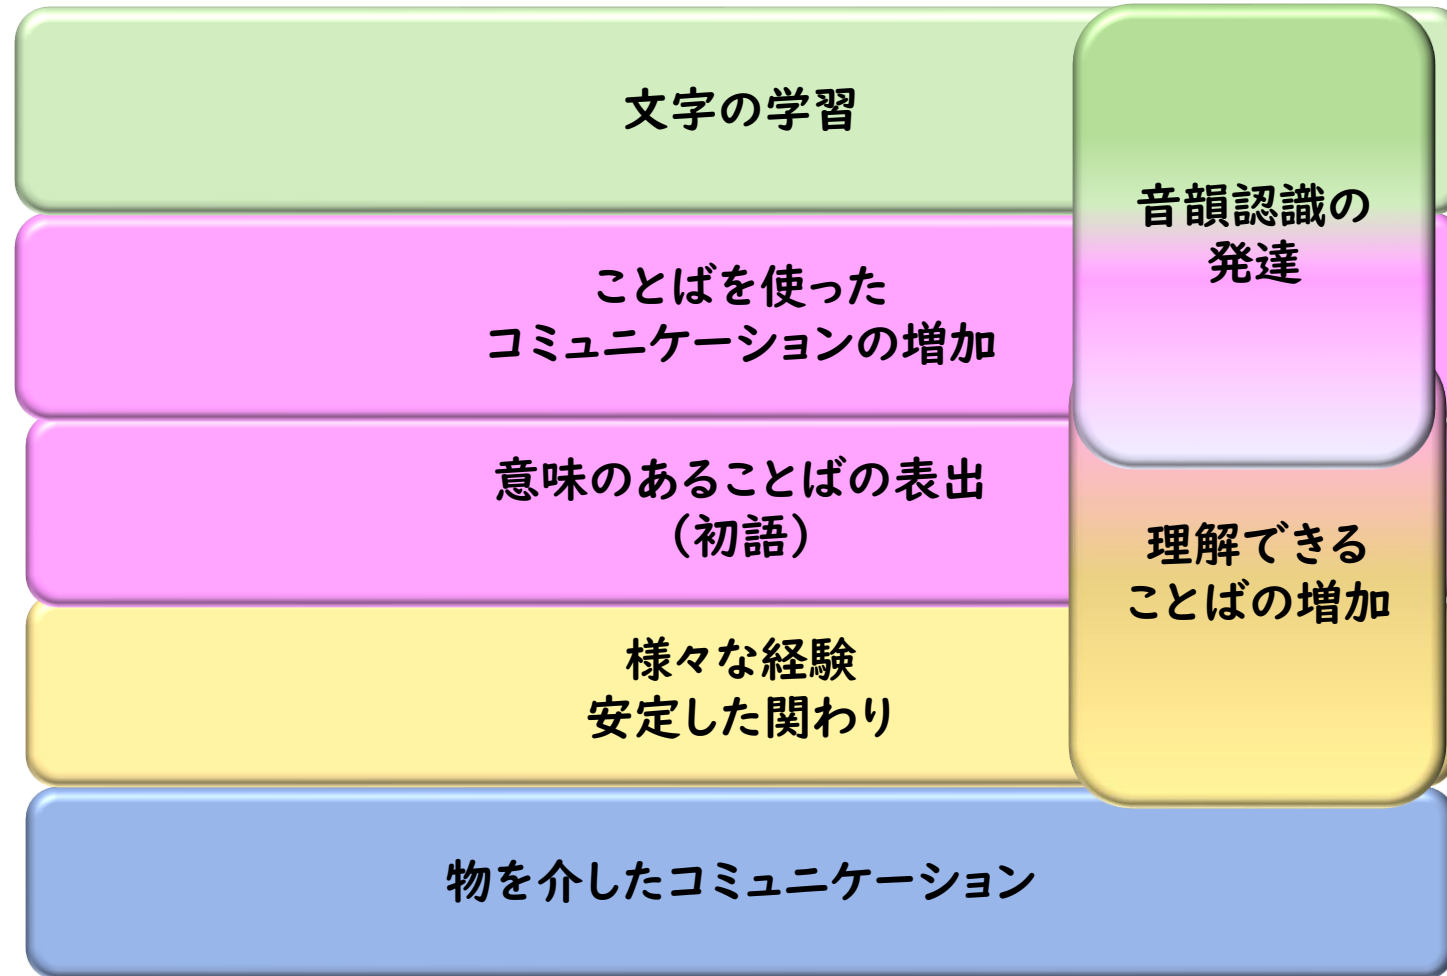 文字の学習
音韻認識の
発達
ことばを使った
コミュニケーションの増加
意味のあることばの表出
(初語)
理解できる
ことばの増加
様々な経験
安定した関わり
物を介したコミュニケーション